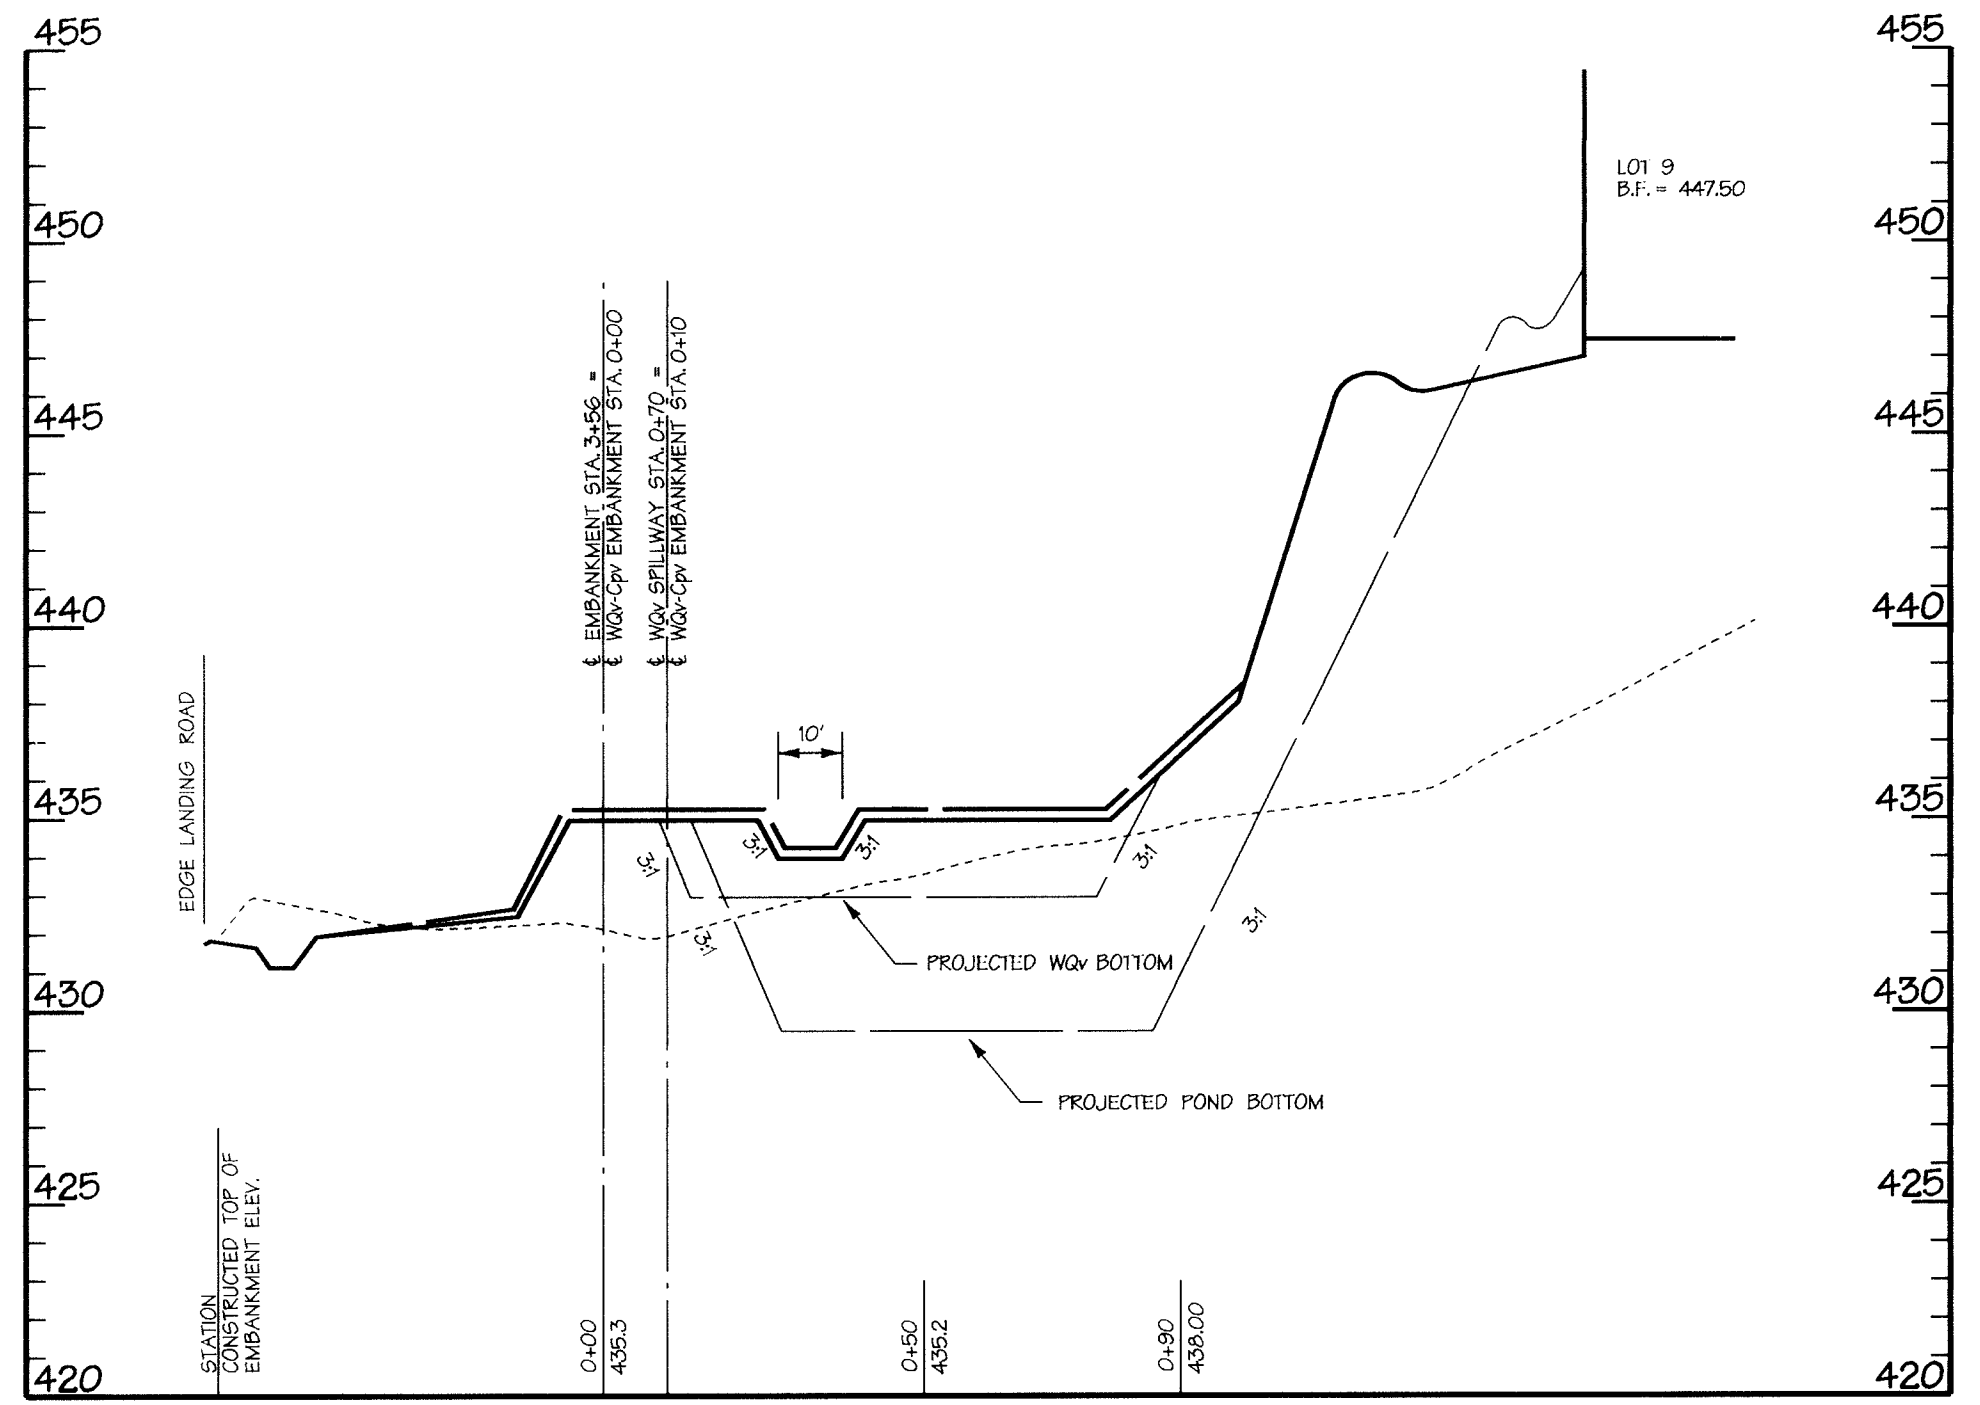 455
455
LOT 9
B.F. = 447.50
450
450
445
445
440
440
℄ EMBANKMENT STA. 3+56 =
℄ WQv-Cpv EMBANKMENT STA. 0+00
℄ WQv SPILLWAY STA. 0+70 =
℄ WQv-Cpv EMBANKMENT STA. 0+10
EDGE LANDING ROAD
10'
435
435
3:1
3:1
3:1
3:1
3:1
3:1
PROJECTED WQv BOTTOM
430
430
PROJECTED POND BOTTOM
425
425
STATION
CONSTRUCTED TOP OF
EMBANKMENT ELEV.
0+00
435.3
0+50
435.2
0+90
438.00
420
420